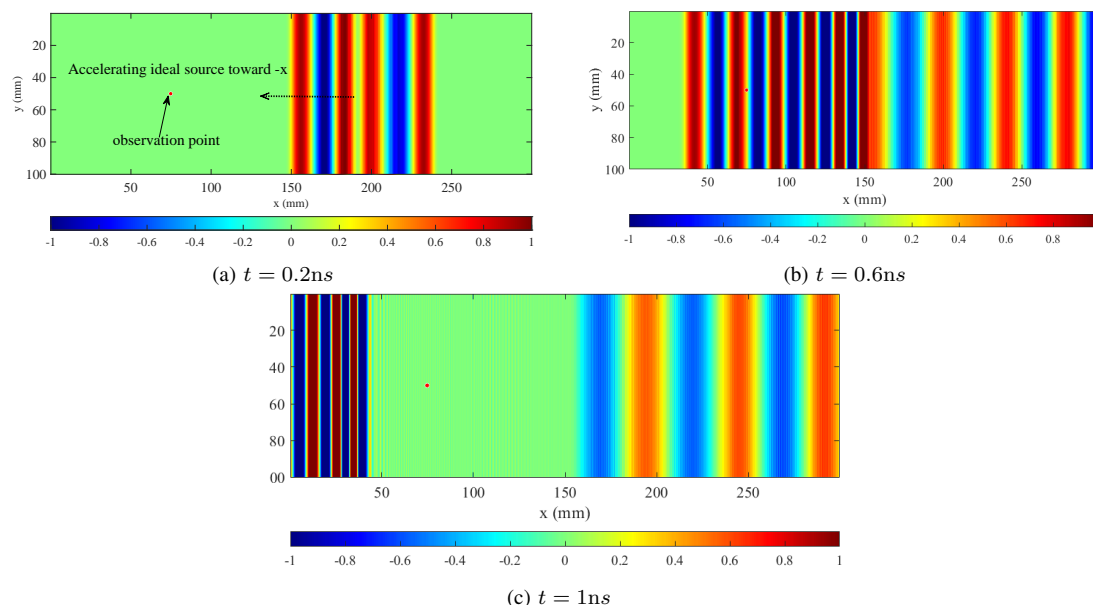 20
40
60
80
100
y (mm)
Accelerating ideal source toward -x
observation point
50 100 150 200 250
x (mm)
-1 -0.8 -0.6 -0.4 -0.2 0 0.2 0.4 0.6 0.8 1
(a) t = 0.2ns
20
40
60
80
100
y (mm)
50 100 150 200 250
x (mm)
-1 -0.8 -0.6 -0.4 -0.2 0 0.2 0.4 0.6 0.8
(b) t = 0.6ns
20
40
60
80
00
50 100 150 200 250
x (mm)
-1 -0.8 -0.6 -0.4 -0.2 0 0.2 0.4 0.6 0.8 1
(c) t = 1ns